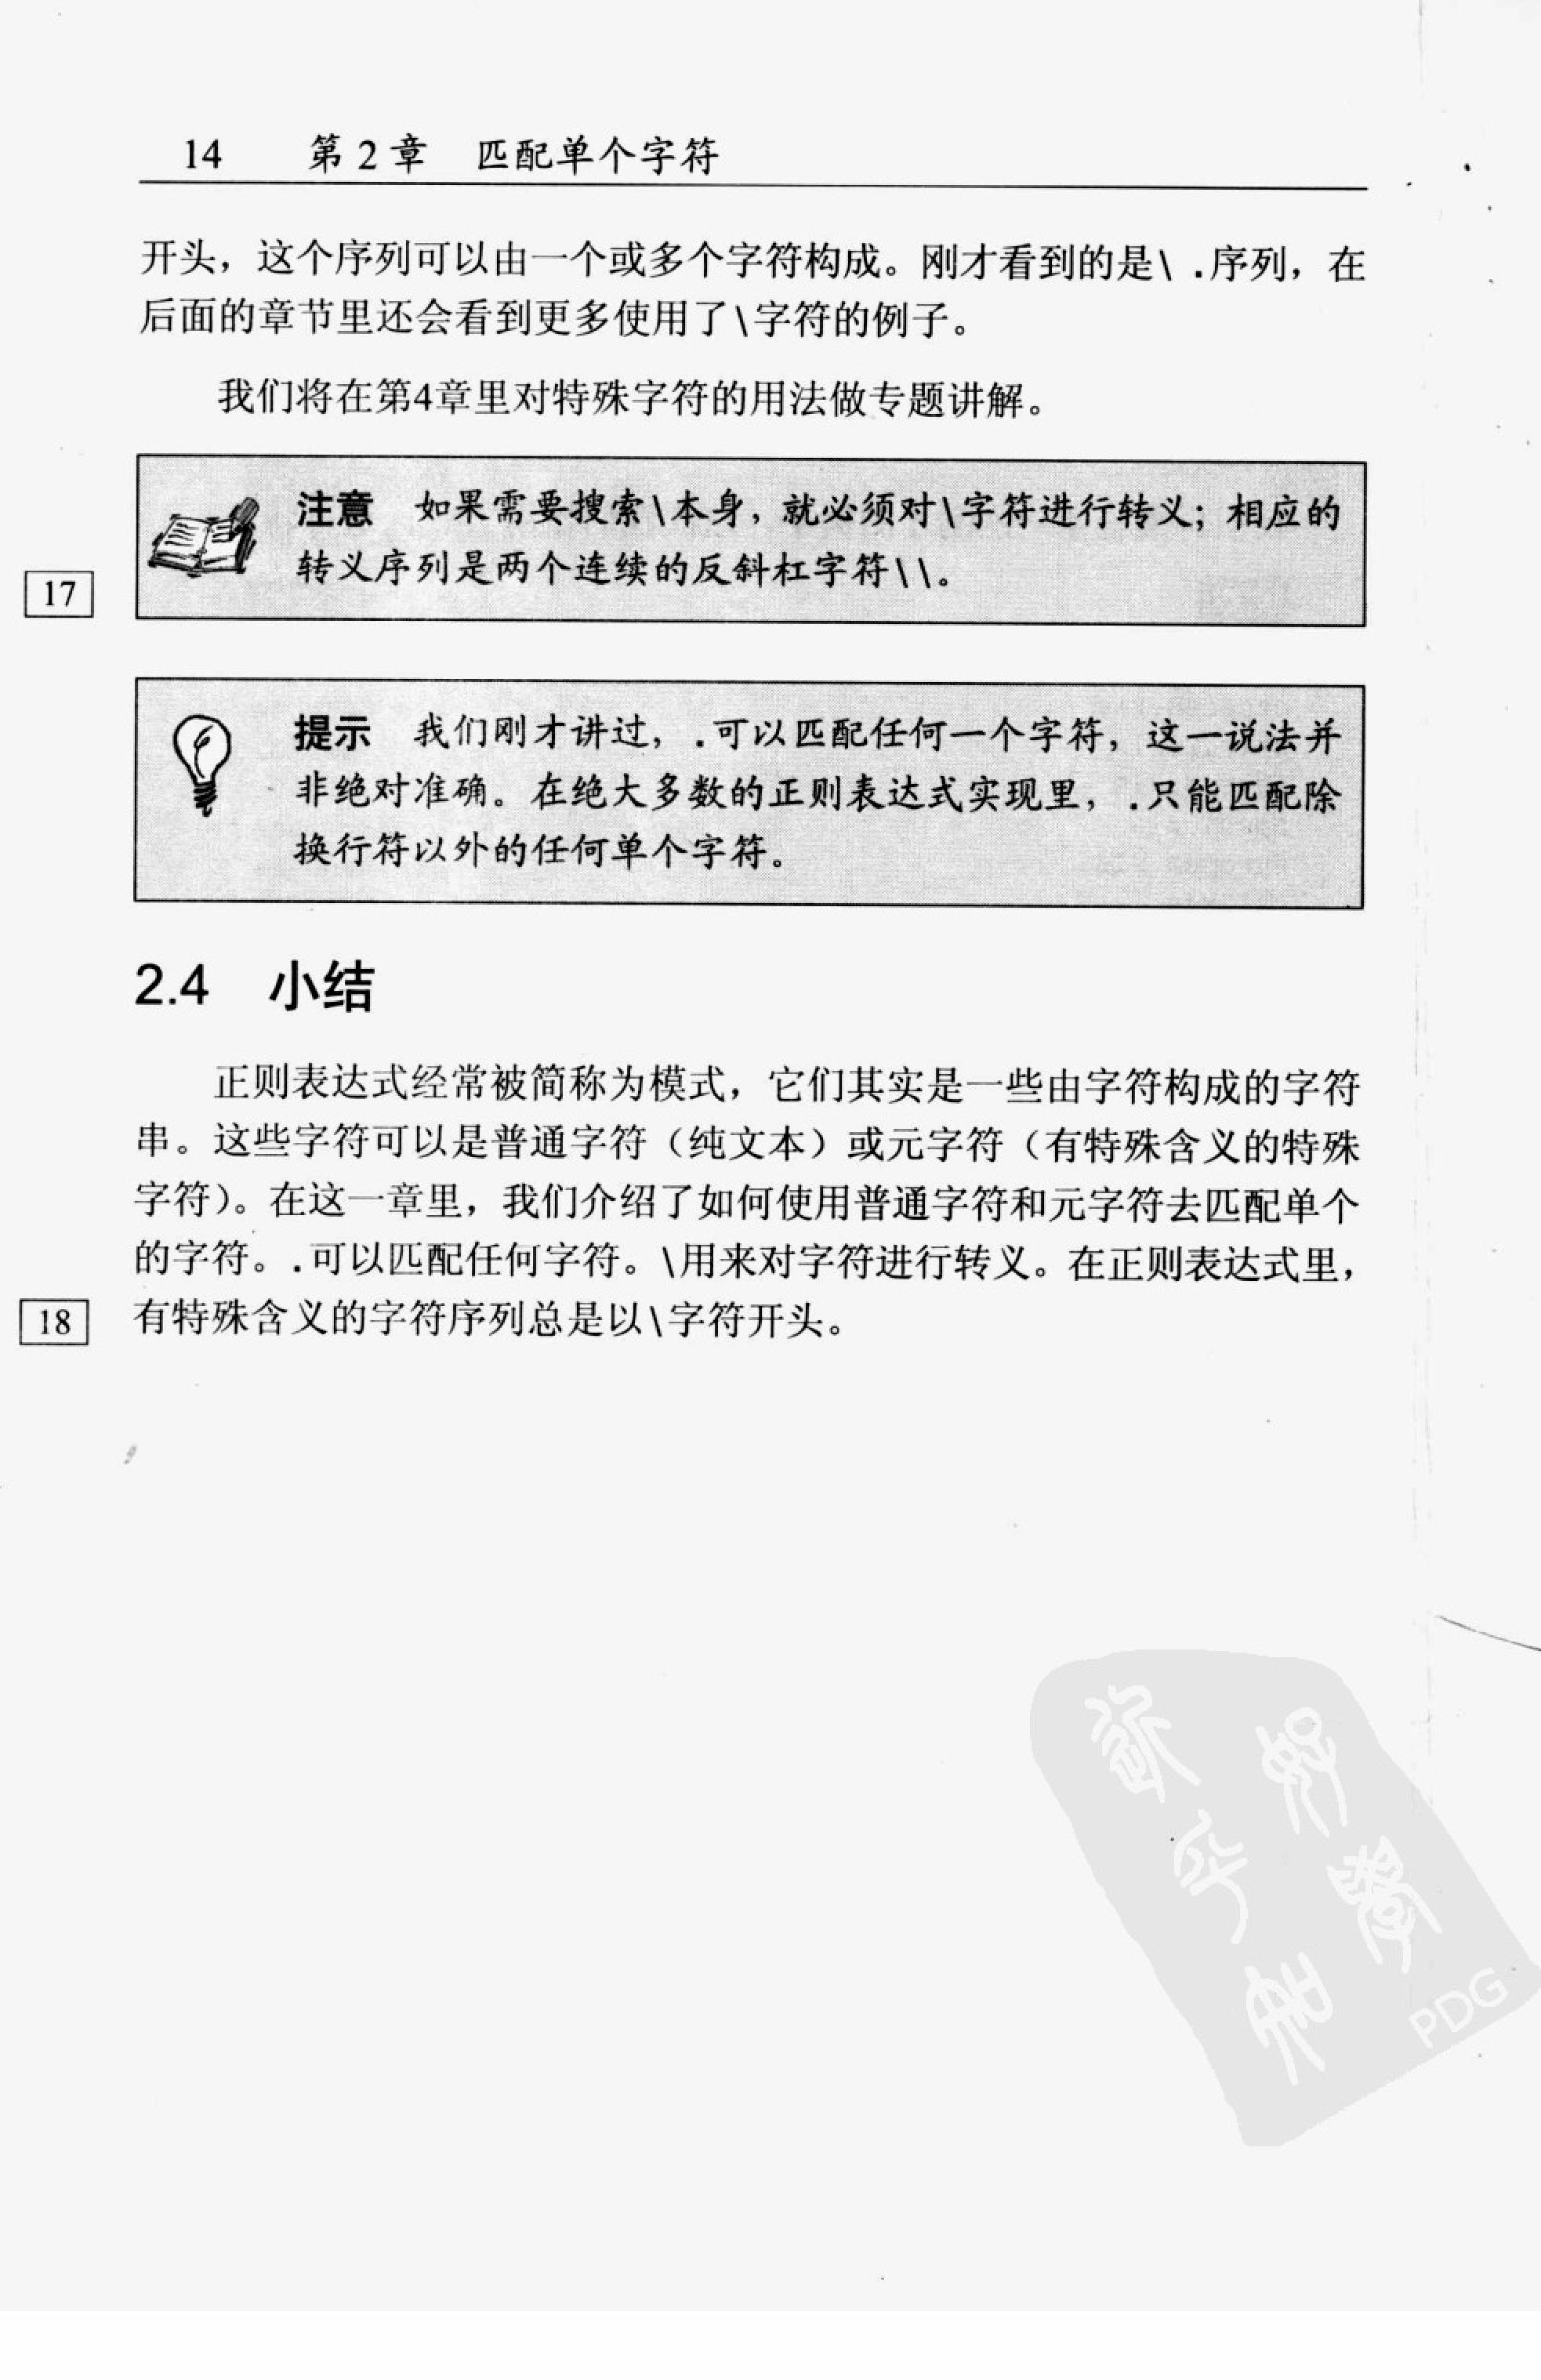 14 第2章 匹配单个字符
开头，这个序列可以由一个或多个字符构成。刚才看到的是\ .序列，在
后面的章节里还会看到更多使用了\字符的例子。
我们将在第4章里对特殊字符的用法做专题讲解。
注意 如果需要搜索\本身，就必须对\字符进行转义；相应的
转义序列是两个连续的反斜杠字符\\。
17
提示 我们刚才讲过，.可以匹配任何一个字符，这一说法并
非绝对准确。在绝大多数的正则表达式实现里，.只能匹配除
换行符以外的任何单个字符。
2.4 小结
正则表达式经常被简称为模式，它们其实是一些由字符构成的字符
串。这些字符可以是普通字符（纯文本）或元字符（有特殊含义的特殊
字符）。在这一章里，我们介绍了如何使用普通字符和元字符去匹配单个
的字符。.可以匹配任何字符。\用来对字符进行转义。在正则表达式里，
有特殊含义的字符序列总是以\字符开头。
18
PDG